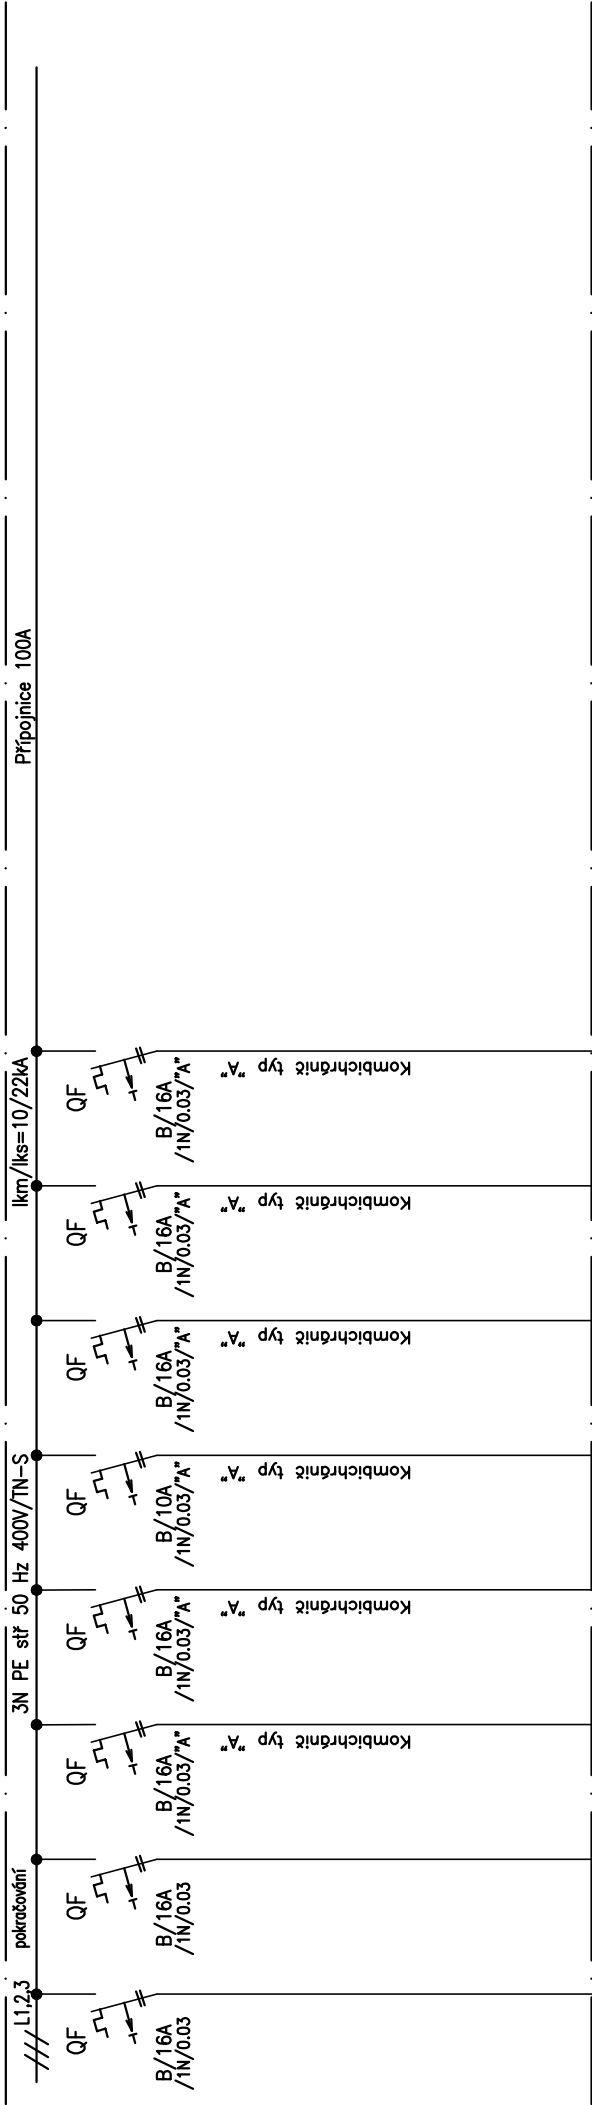 L1,2,3
pokračování
3N PE stř 50 Hz 400V/TN-S
Ikm/Iks=10/22kA
Přípojnice 100A
QF
B/16A
/1N/0.03
QF
B/16A
/1N/0.03
QF
B/16A
/1N/0.03/"A"
Kombichránič typ "A"
QF
B/16A
/1N/0.03/"A"
Kombichránič typ "A"
QF
B/10A
/1N/0.03/"A"
Kombichránič typ "A"
QF
B/16A
/1N/0.03/"A"
Kombichránič typ "A"
QF
B/16A
/1N/0.03/"A"
Kombichránič typ "A"
QF
B/16A
/1N/0.03/"A"
Kombichránič typ "A"